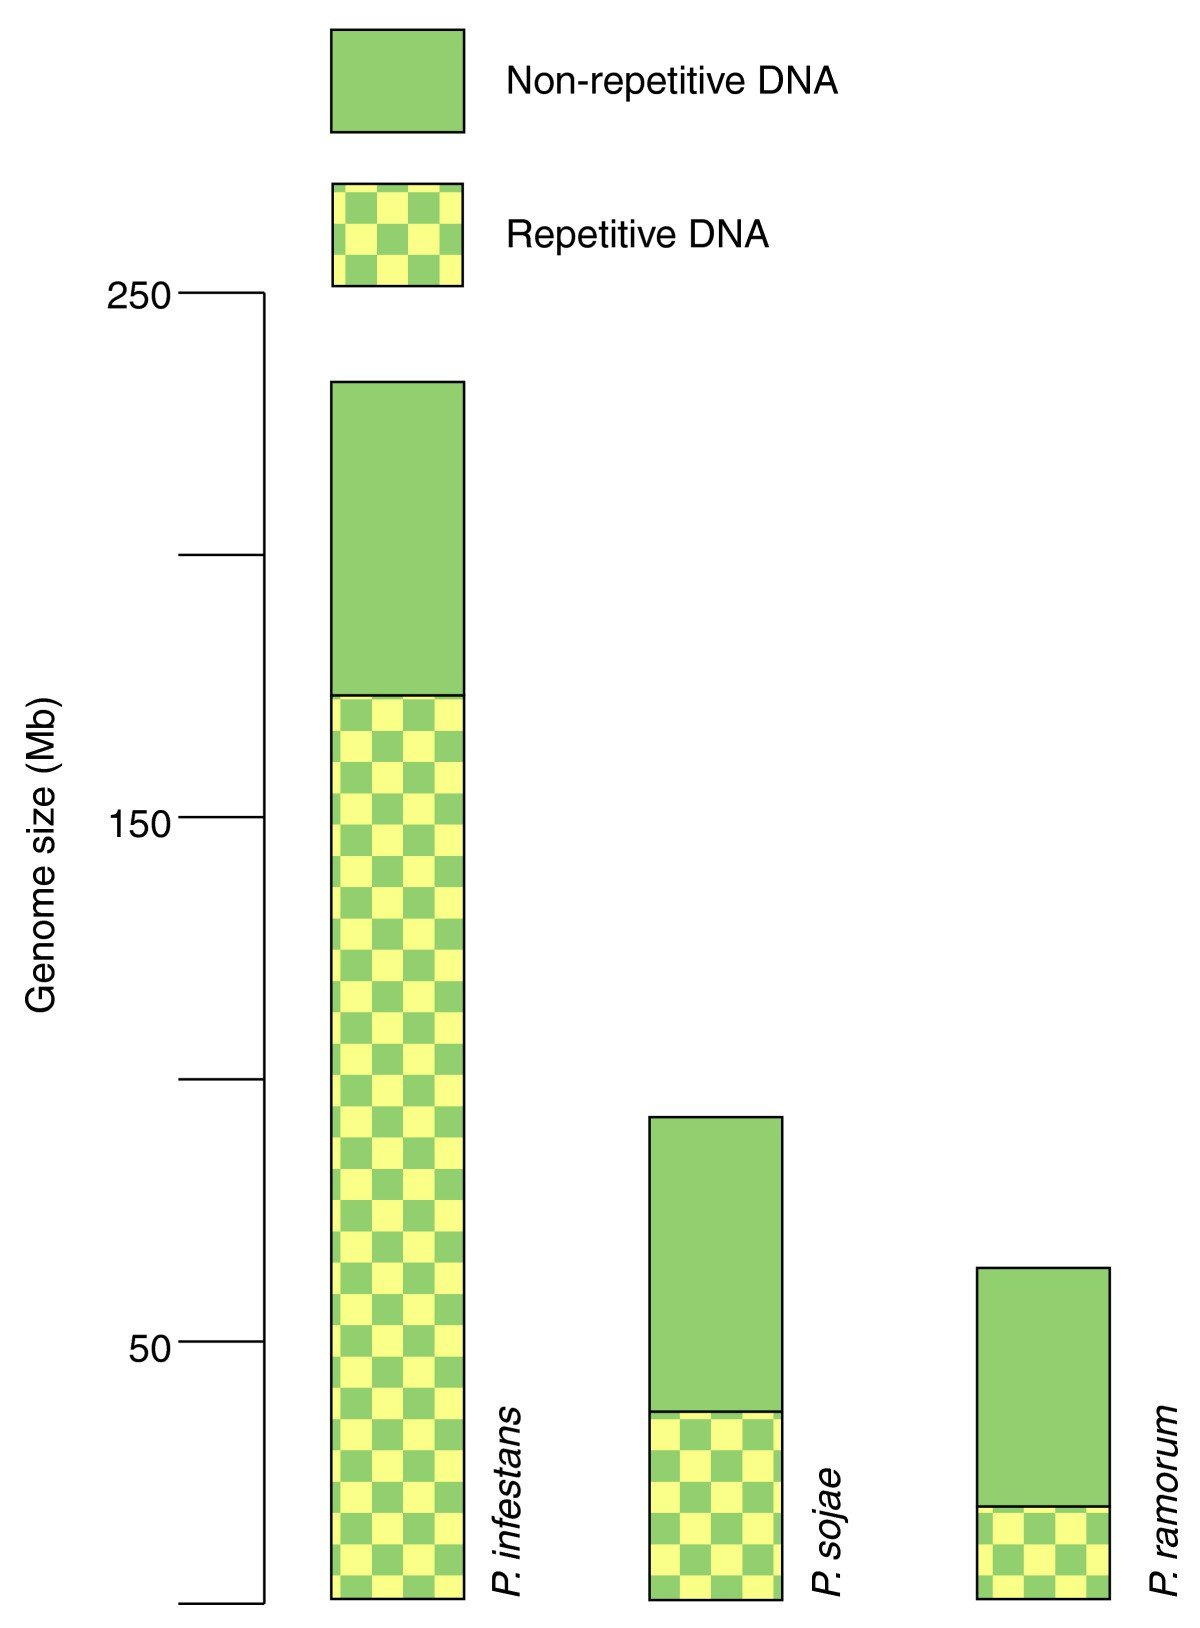 Non-repetitive DNA
Repetitive DNA
250
150
50
Genome size (Mb)
P. infestans
P. sojae
P. ramorum